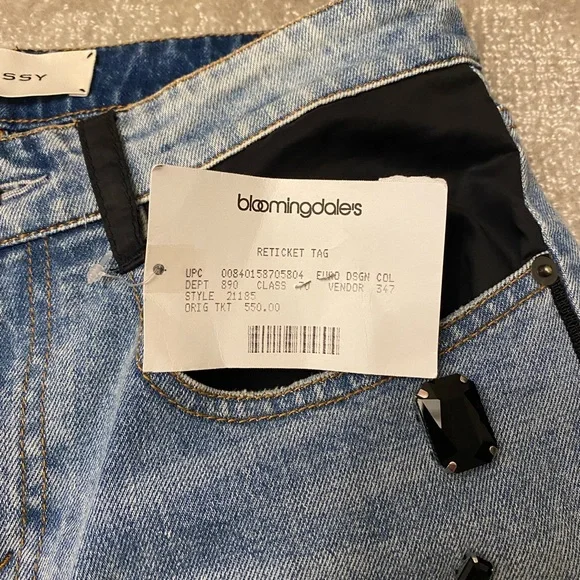 SSY
bloomingdale's
RETICKET TAG
UPC 00840158705804 EURO DSGN COL
DEPT 890 CLASS 70 VENDOR 347
STYLE 21185
ORIG TKT 550.00